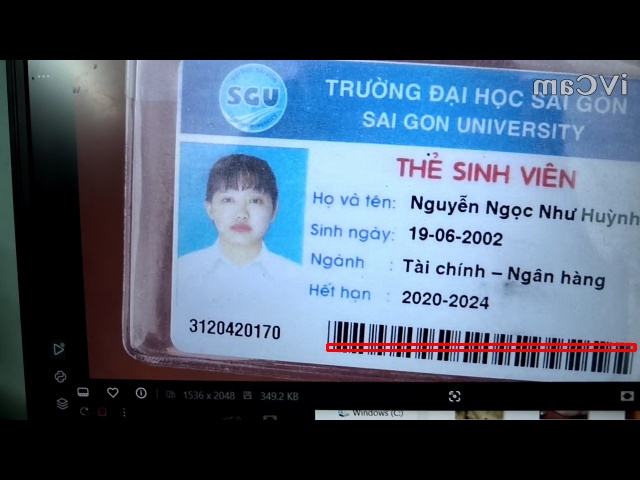 iVCam
SGU
TRƯỜNG ĐẠI HỌC SÀI GÒN
SAI GON UNIVERSITY
THẺ SINH VIÊN
Họ và tên: Nguyễn Ngọc Như Huỳnh
Sinh ngày: 19-06-2002
Ngành : Tài chính – Ngân hàng
Hết hạn : 2020-2024
3120420170
1536 x 2048 349.2 KB
Windows (C:)